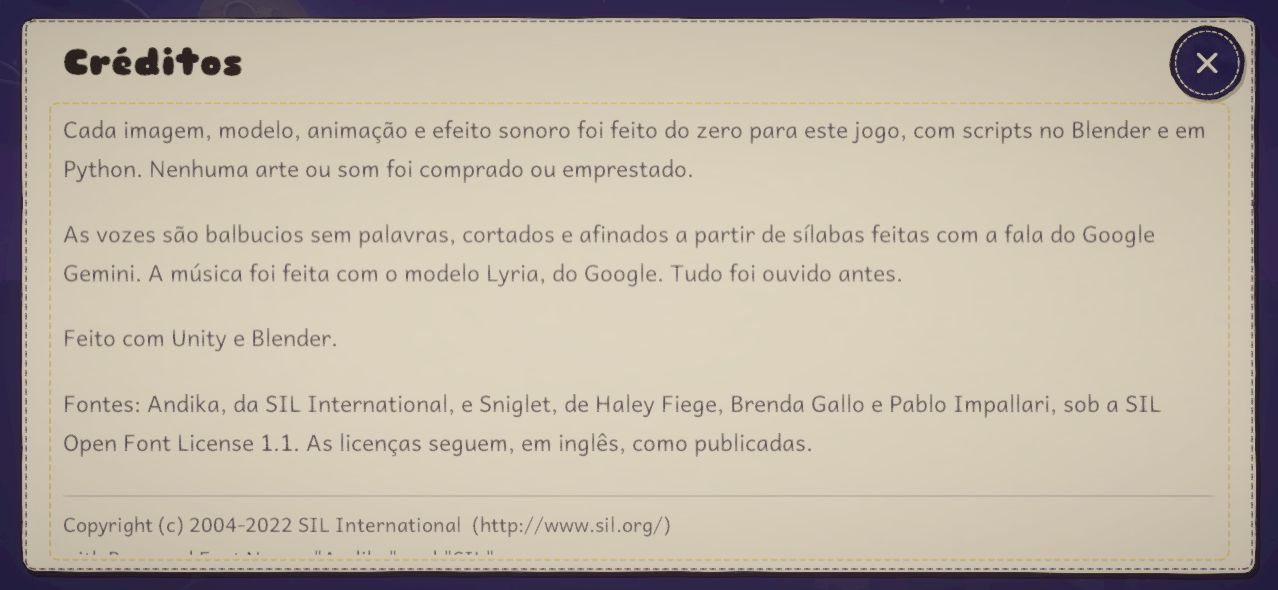 Créditos
Cada imagem, modelo, animação e efeito sonoro foi feito do zero para este jogo, com scripts no Blender e em
Python. Nenhuma arte ou som foi comprado ou emprestado.
As vozes são balbucios sem palavras, cortados e afinados a partir de sílabas feitas com a fala do Google
Gemini. A música foi feita com o modelo Lyria, do Google. Tudo foi ouvido antes.
Feito com Unity e Blender.
Fontes: Andika, da SIL International, e Sniglet, de Haley Fiege, Brenda Gallo e Pablo Impallari, sob a SIL
Open Font License 1.1. As licenças seguem, em inglês, como publicadas.
Copyright (c) 2004-2022 SIL International  (http://www.sil.org/)